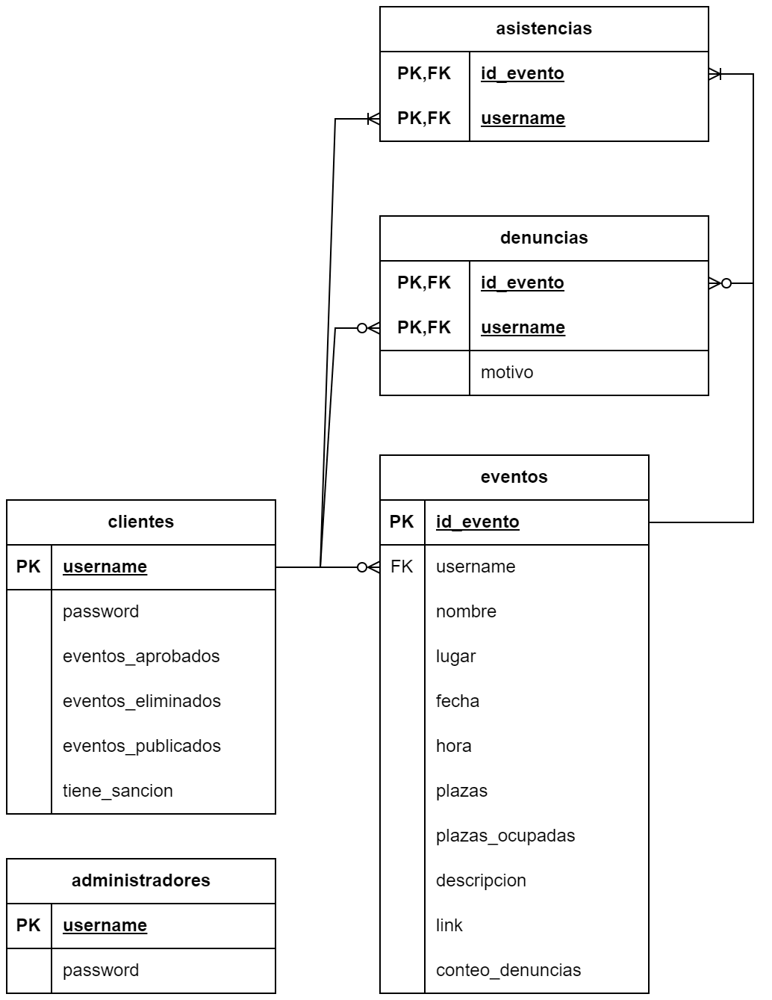 asistencias
PK,FK id_evento
PK,FK username
denuncias
PK,FK id_evento
PK,FK username
motivo
eventos
PK id_evento
FK username
nombre
lugar
fecha
hora
plazas
plazas_ocupadas
descripcion
link
conteo_denuncias
clientes
PK username
password
eventos_aprobados
eventos_eliminados
eventos_publicados
tiene_sancion
administradores
PK username
password